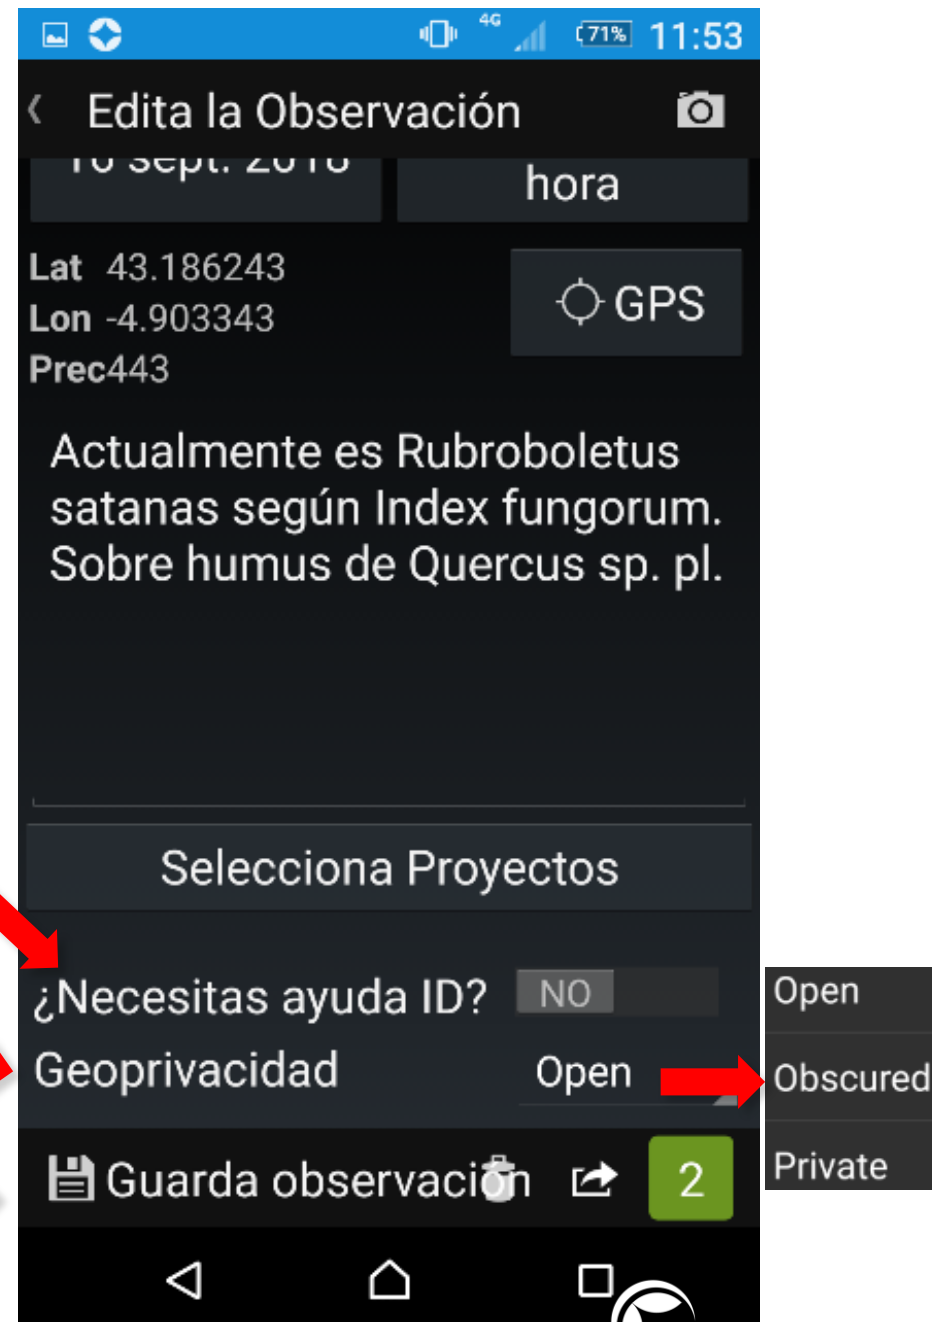 4G 71% 11:53
Edita la Observación
sept.
hora
Lat 43.186243
GPS
Lon -4.903343
Prec443
Actualmente es Rubroboletus
satanas según Index fungorum.
Sobre humus de Quercus sp. pl.
Selecciona Proyectos
¿Necesitas ayuda ID? NO
Geoprivacidad Open
Open
Obscured
Private
Guarda observación 2